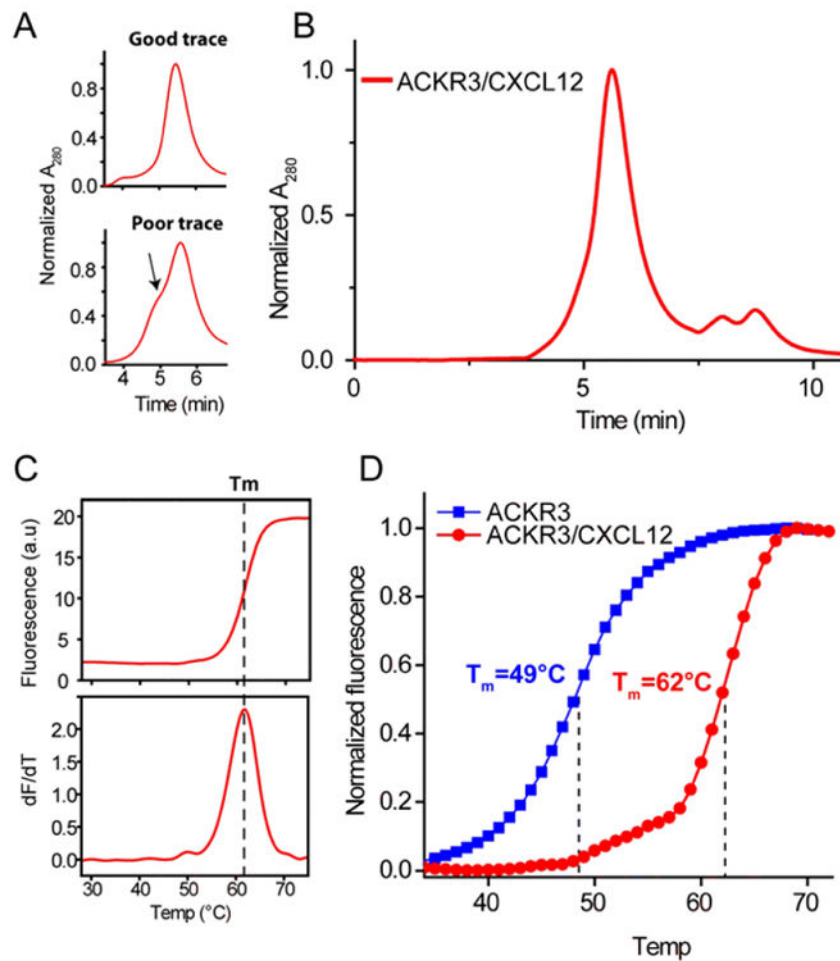 A
Good trace
1.0
0.8
0.4
0.0
Poor trace
1.0
0.8
0.4
0.0
4 5 6
Time (min)
Normalized A280
B
ACKR3/CXCL12
1.0
0.5
0.0
0 5 10
Time (min)
Normalized A280
C
Tm
20
15
10
5
0
Fluorescence (a.u)
2.0
1.5
1.0
0.5
0.0
dF/dT
30 40 50 60 70
Temp (°C)
D
ACKR3
ACKR3/CXCL12
1.0
0.8
0.6
0.4
0.2
0.0
Tm=49°C
Tm=62°C
Normalized fluorescence
40 50 60 70
Temp